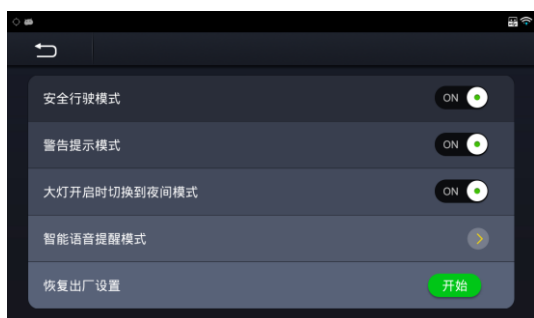 安全行驶模式
ON
警告提示模式
ON
大灯开启时切换到夜间模式
ON
智能语音提醒模式
恢复出厂设置
开始